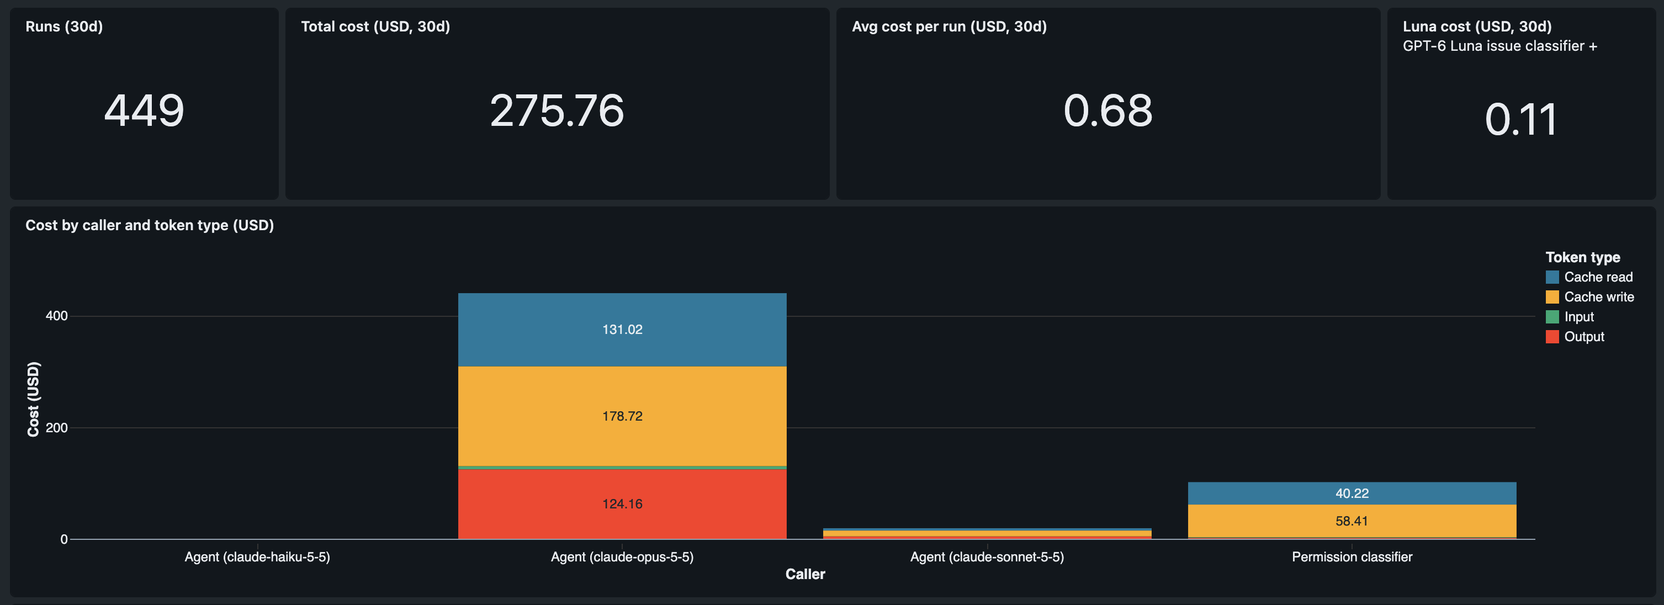 Runs (30d)
449
Total cost (USD, 30d)
275.76
Avg cost per run (USD, 30d)
0.68
Luna cost (USD, 30d)
GPT-6 Luna issue classifier +
0.11
Cost by caller and token type (USD)
Token type
Cache read
Cache write
Input
Output
Cost (USD)
400
200
0
131.02
178.72
124.16
40.22
58.41
Agent (claude-haiku-5-5)
Agent (claude-opus-5-5)
Agent (claude-sonnet-5-5)
Permission classifier
Caller